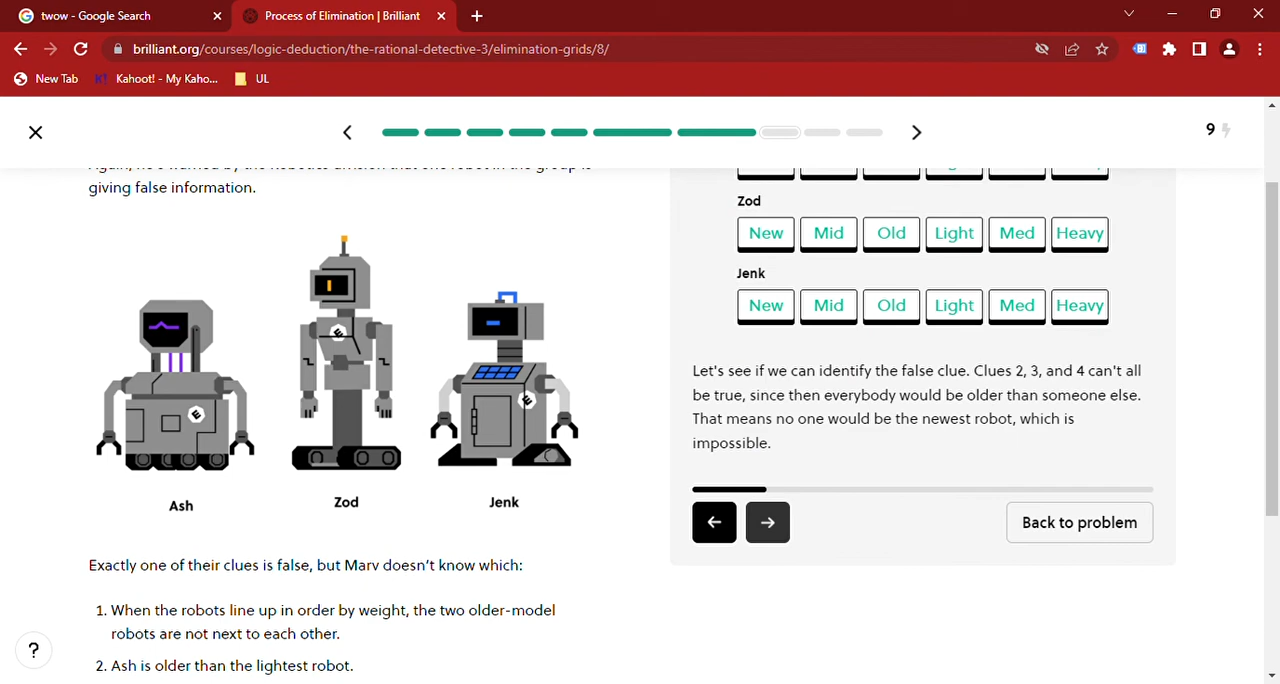 twow - Google Search
Process of Elimination | Brilliant
brilliant.org/courses/logic-deduction/the-rational-detective-3/elimination-grids/8/
New Tab
Kahoot! - My Kaho...
UL
9
giving false information.
Zod
New Mid Old Light Med Heavy
Jenk
New Mid Old Light Med Heavy
E
E
E
Ash
Zod
Jenk
Let's see if we can identify the false clue. Clues 2, 3, and 4 can't all
be true, since then everybody would be older than someone else.
That means no one would be the newest robot, which is
impossible.
Back to problem
Exactly one of their clues is false, but Marv doesn't know which:
1. When the robots line up in order by weight, the two older-model
robots are not next to each other.
2. Ash is older than the lightest robot.
?